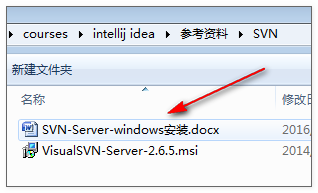 courses ▸ intellij idea ▸ 参考资料 ▸ SVN
新建文件夹
名称 修改日
SVN-Server-windows安装.docx 2016
VisualSVN-Server-2.6.5.msi 2014